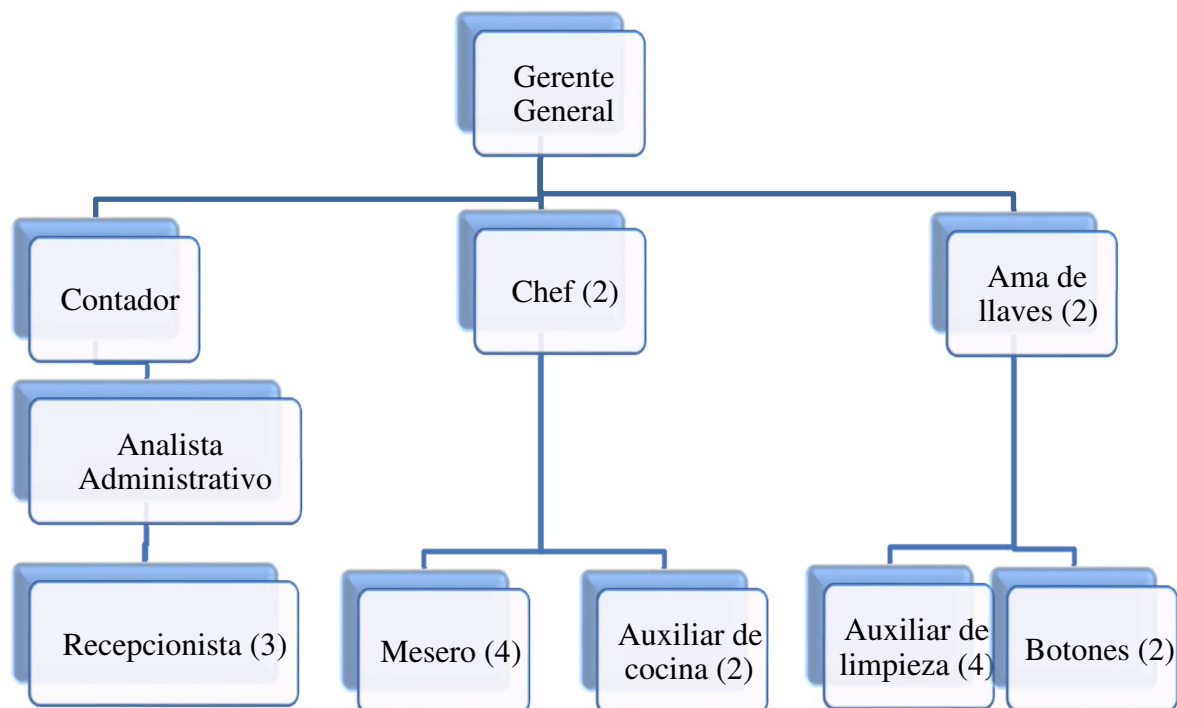 Gerente
General
Contador
Chef (2)
Ama de
llaves (2)
Analista
Administrativo
Recepcionista (3)
Mesero (4)
Auxiliar de
cocina (2)
Auxiliar de
limpieza (4)
Botones (2)